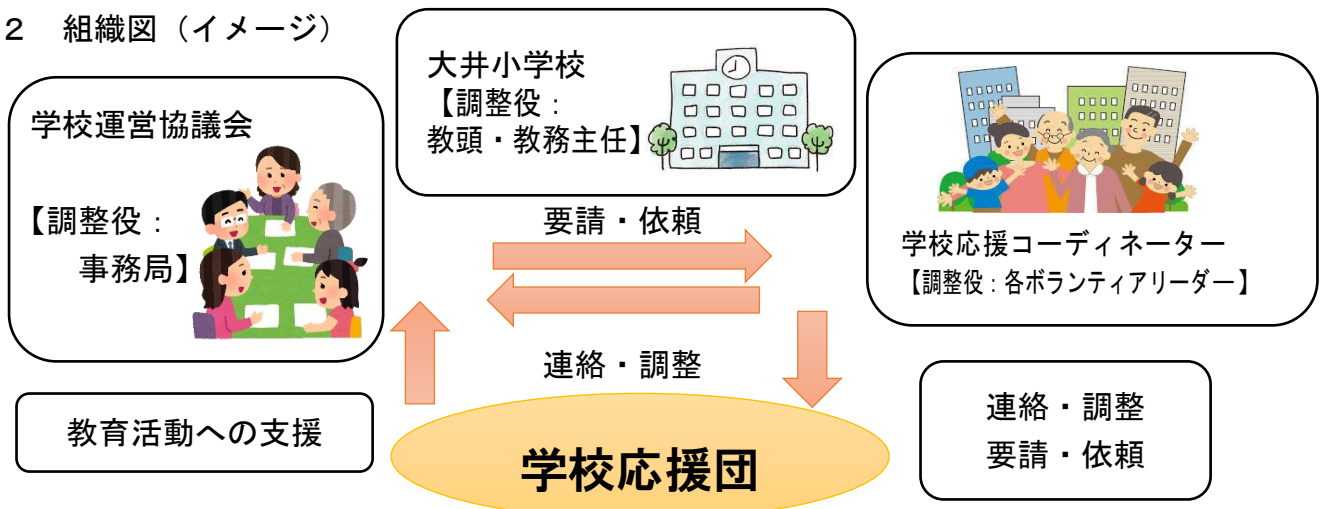 ２　組織図（イメージ）
大井小学校
【調整役：
教頭・教務主任】
学校運営協議会
【調整役：
事務局】
学校応援コーディネーター
【調整役：各ボランティアリーダー】
要請・依頼
連絡・調整
教育活動への支援
学校応援団
連絡・調整
要請・依頼